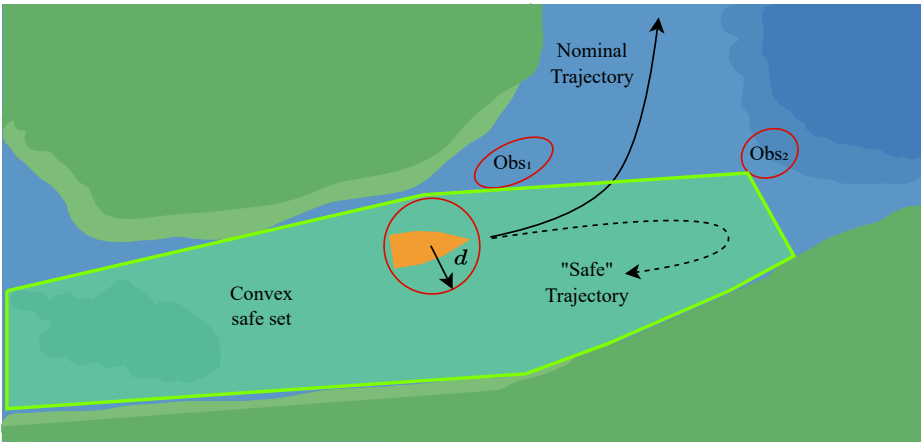 Nominal
Trajectory
Obs₁
Obs₂
d
"Safe"
Trajectory
Convex
safe set